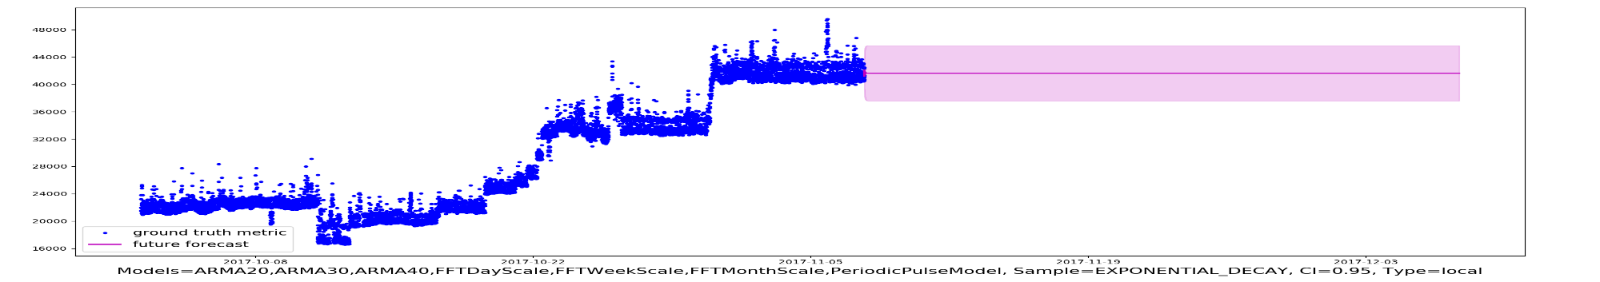 48000
44000
40000
36000
32000
28000
24000
20000
16000
ground truth metric
future forecast
2017-10-08 2017-10-22 2017-11-05 2017-11-19 2017-12-03
Models=ARMA20,ARMA30,ARMA40,FFTDayScale,FFTWeekScale,FFTMonthScale,PeriodicPulseModel, Sample=EXPONENTIAL_DECAY, CI=0.95, Type=local